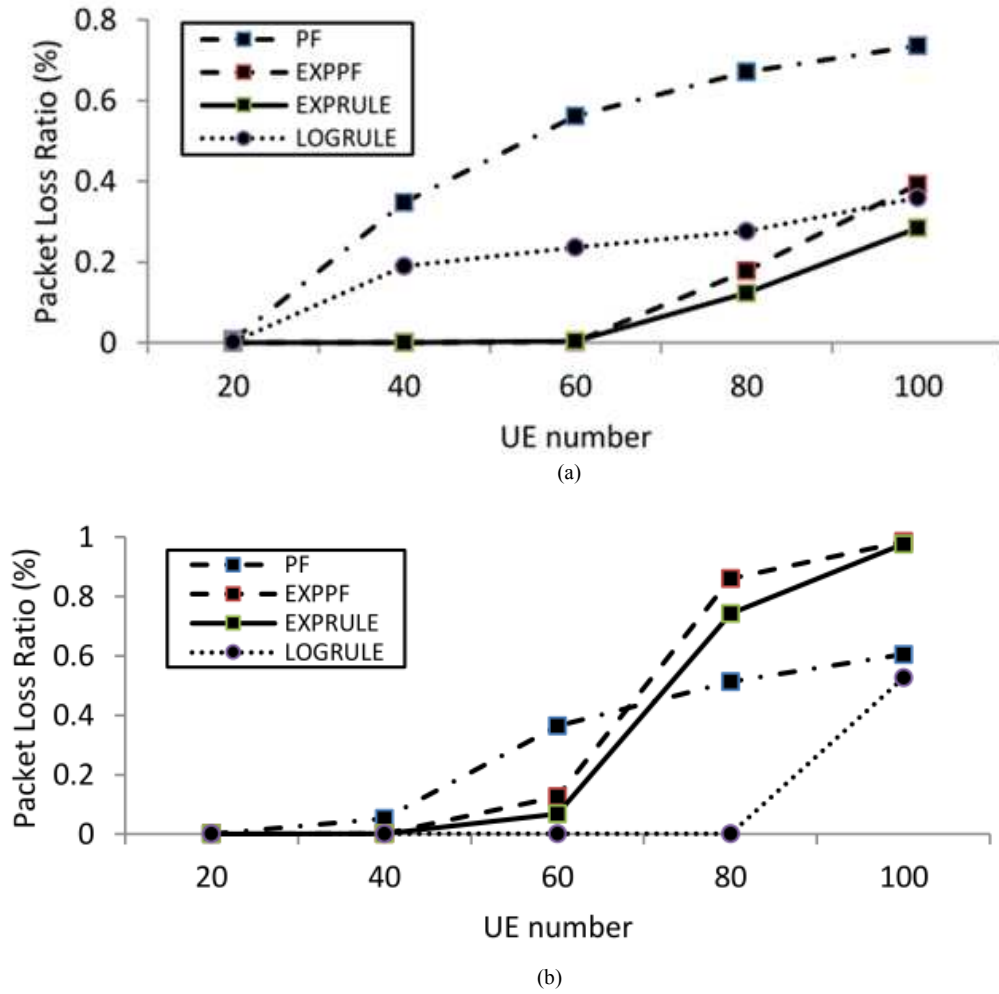 Packet Loss Ratio (%)
0.8
0.6
0.4
0.2
0
PF
EXPPF
EXPRULE
LOGRULE
20 40 60 80 100
UE number
(a)
Packet Loss Ratio (%)
1
0.8
0.6
0.4
0.2
0
PF
EXPPF
EXPRULE
LOGRULE
20 40 60 80 100
UE number
(b)